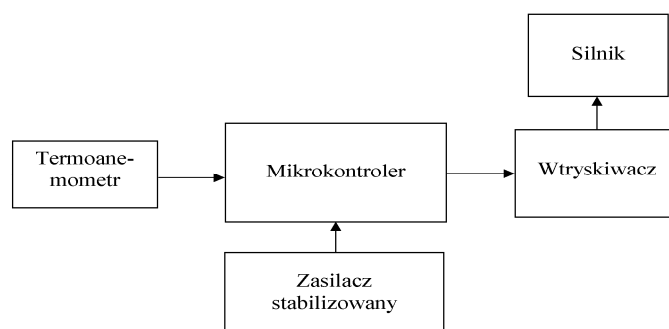 Silnik
Termoane-
mometr
Mikrokontroler
Wtryskiwacz
Zasilacz
stabilizowany